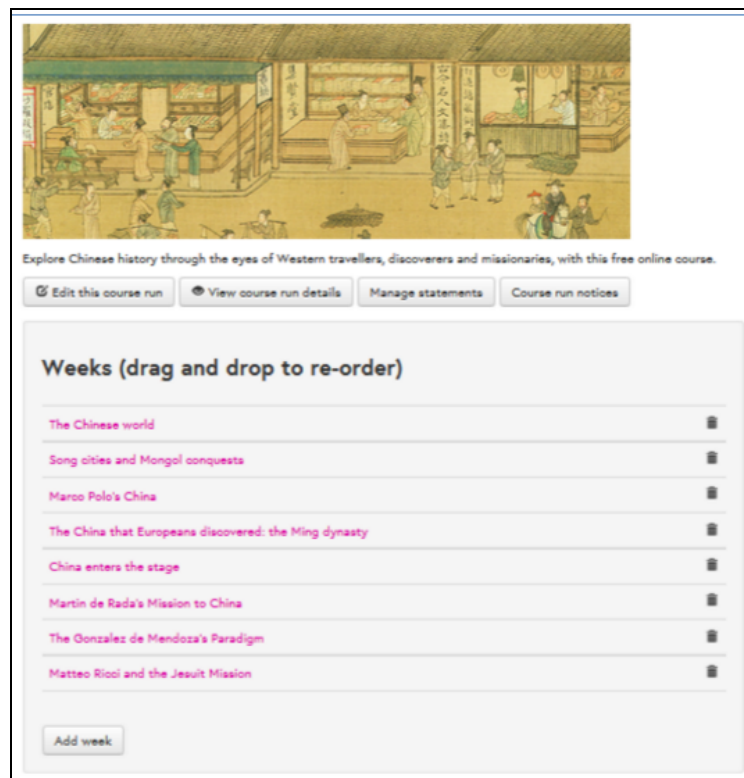 Explore Chinese history through the eyes of Western travellers, discoverers and missionaries, with this free online course.
Edit this course run
View course run details
Manage statements
Course run notices
Weeks (drag and drop to re-order)
The Chinese world
Song cities and Mongol conquests
Marco Polo's China
The China that Europeans discovered: the Ming dynasty
China enters the stage
Martin de Rada's Mission to China
The Gonzalez de Mendoza's Paradigm
Matteo Ricci and the Jesuit Mission
Add week